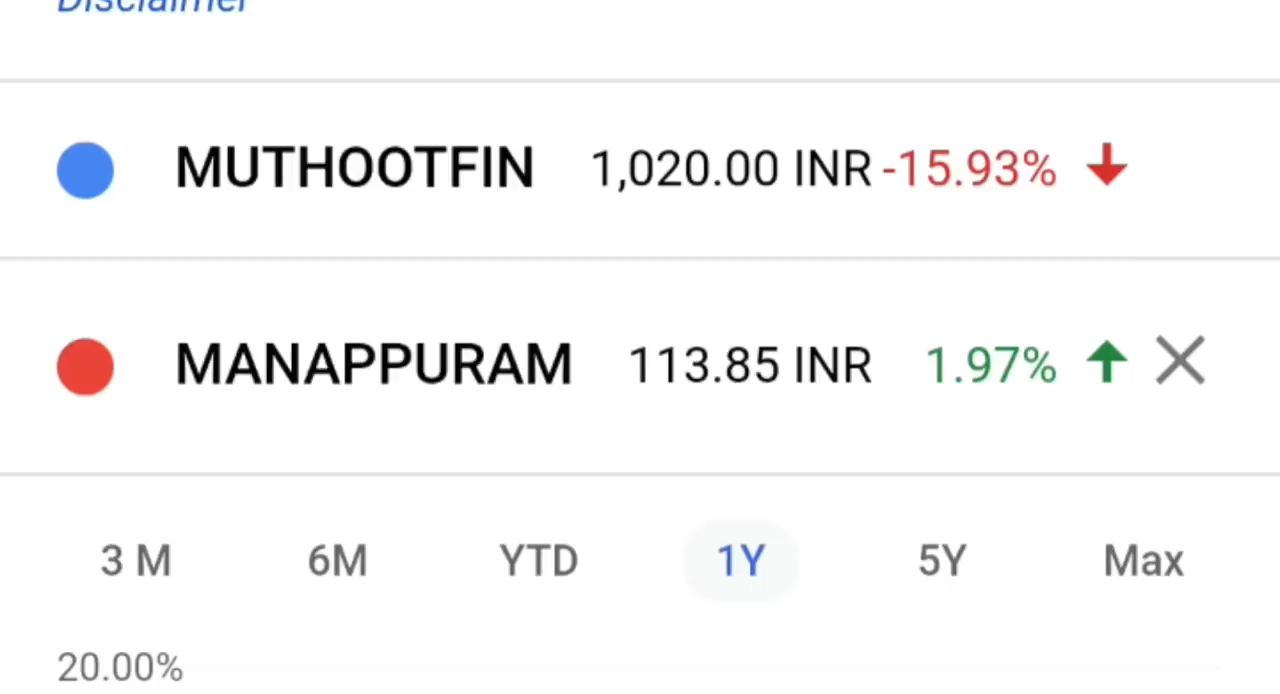 Disclaimer
MUTHOOTFIN 1,020.00 INR -15.93%
MANAPPURAM 113.85 INR 1.97%
3 M 6M YTD 1Y 5Y Max
20.00%